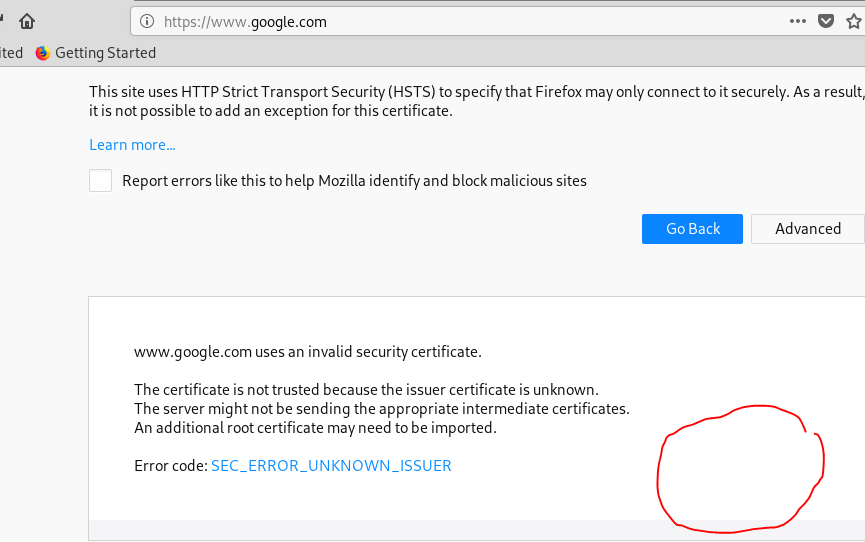 https://www.google.com
ited Getting Started
This site uses HTTP Strict Transport Security (HSTS) to specify that Firefox may only connect to it securely. As a result,
it is not possible to add an exception for this certificate.
Learn more...
Report errors like this to help Mozilla identify and block malicious sites
Go Back Advanced
www.google.com uses an invalid security certificate.
The certificate is not trusted because the issuer certificate is unknown.
The server might not be sending the appropriate intermediate certificates.
An additional root certificate may need to be imported.
Error code: SEC_ERROR_UNKNOWN_ISSUER